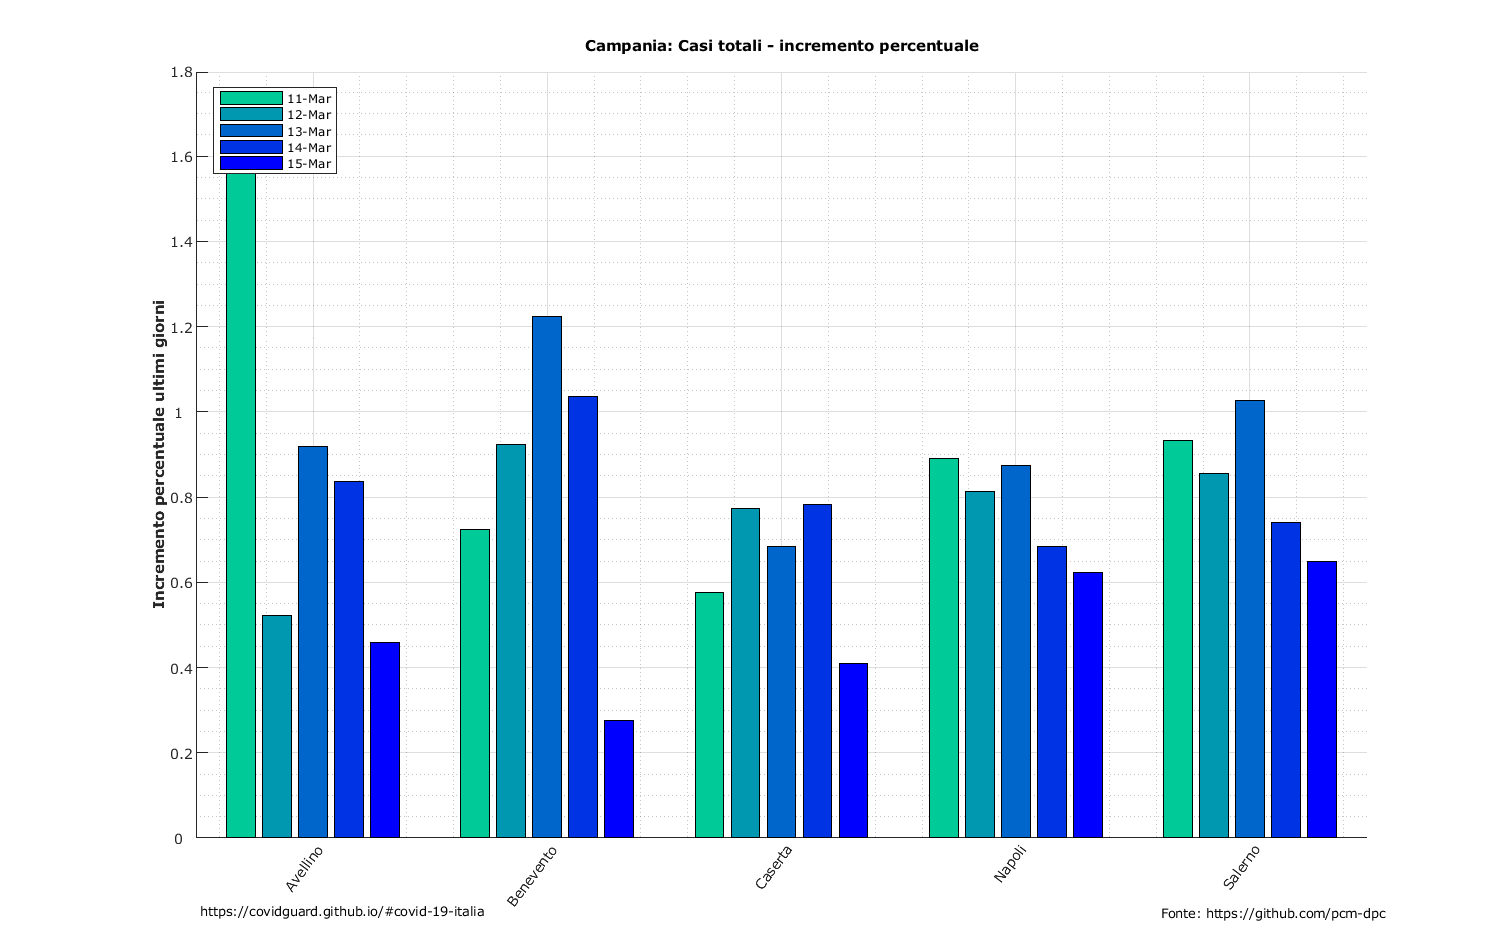 Campania: Casi totali - incremento percentuale
Incremento percentuale ultimi giorni
1.8
1.6
1.4
1.2
1
0.8
0.6
0.4
0.2
0
11-Mar
12-Mar
13-Mar
14-Mar
15-Mar
Avellino
Benevento
Caserta
Napoli
Salerno
https://covidguard.github.io/#covid-19-italia
Fonte: https://github.com/pcm-dpc